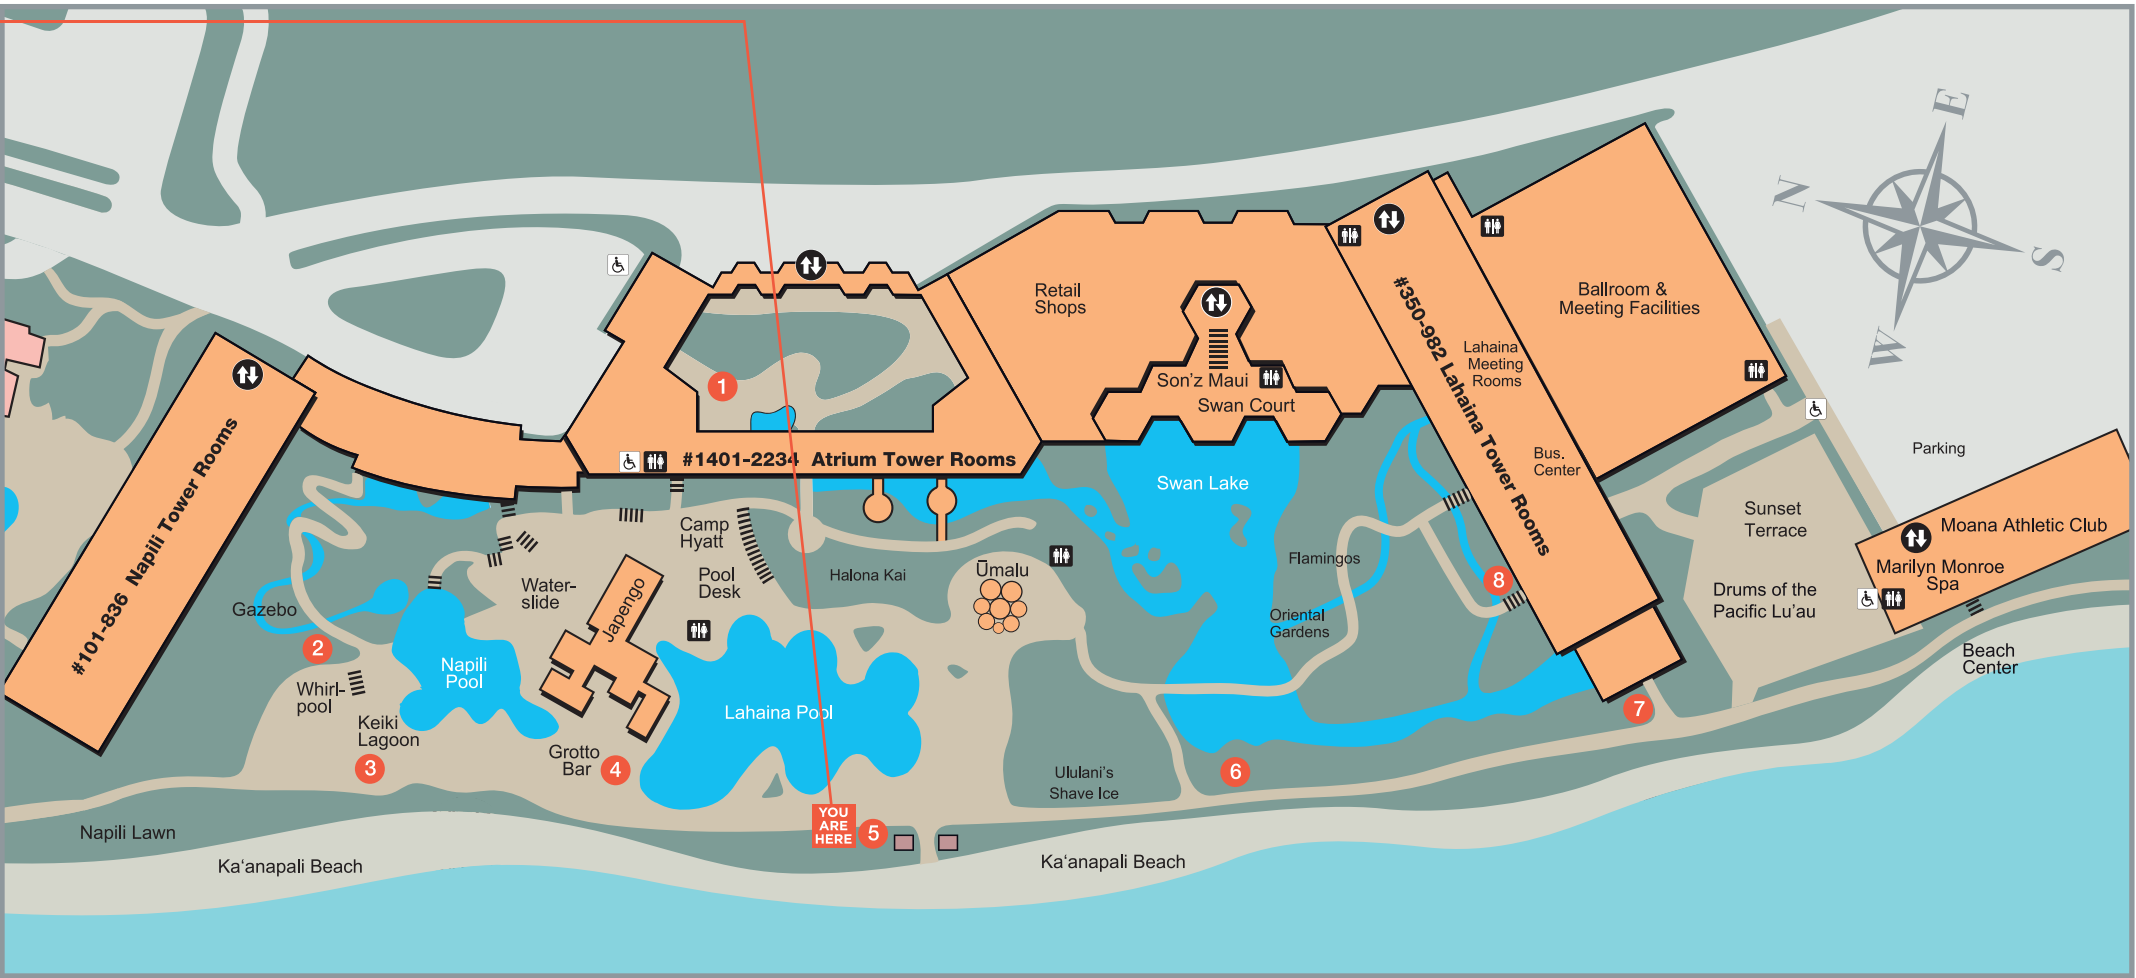 E
N
S
W
Retail
Shops
Ballroom &
Meeting Facilities
#350-982 Lahaina Tower Rooms
Lahaina
Meeting
Rooms
Son'z Maui
Swan Court
1
#101-836 Napili Tower Rooms
#1401-2234 Atrium Tower Rooms
Bus.
Center
Parking
Swan Lake
Sunset
Terrace
Moana Athletic Club
Camp
Hyatt
Flamingos
Marilyn Monroe
Spa
Water-
slide
Japengo
Pool
Desk
Halona Kai
Ūmalu
8
Drums of the
Pacific Lu'au
Gazebo
Oriental
Gardens
2
Napili
Pool
Beach
Center
Whirl-
pool
Keiki
Lagoon
Lahaina Pool
7
3
Grotto
Bar
4
6
Ululani's
Shave Ice
YOU
ARE
HERE
5
Napili Lawn
Ka‘anapali Beach
Ka‘anapali Beach